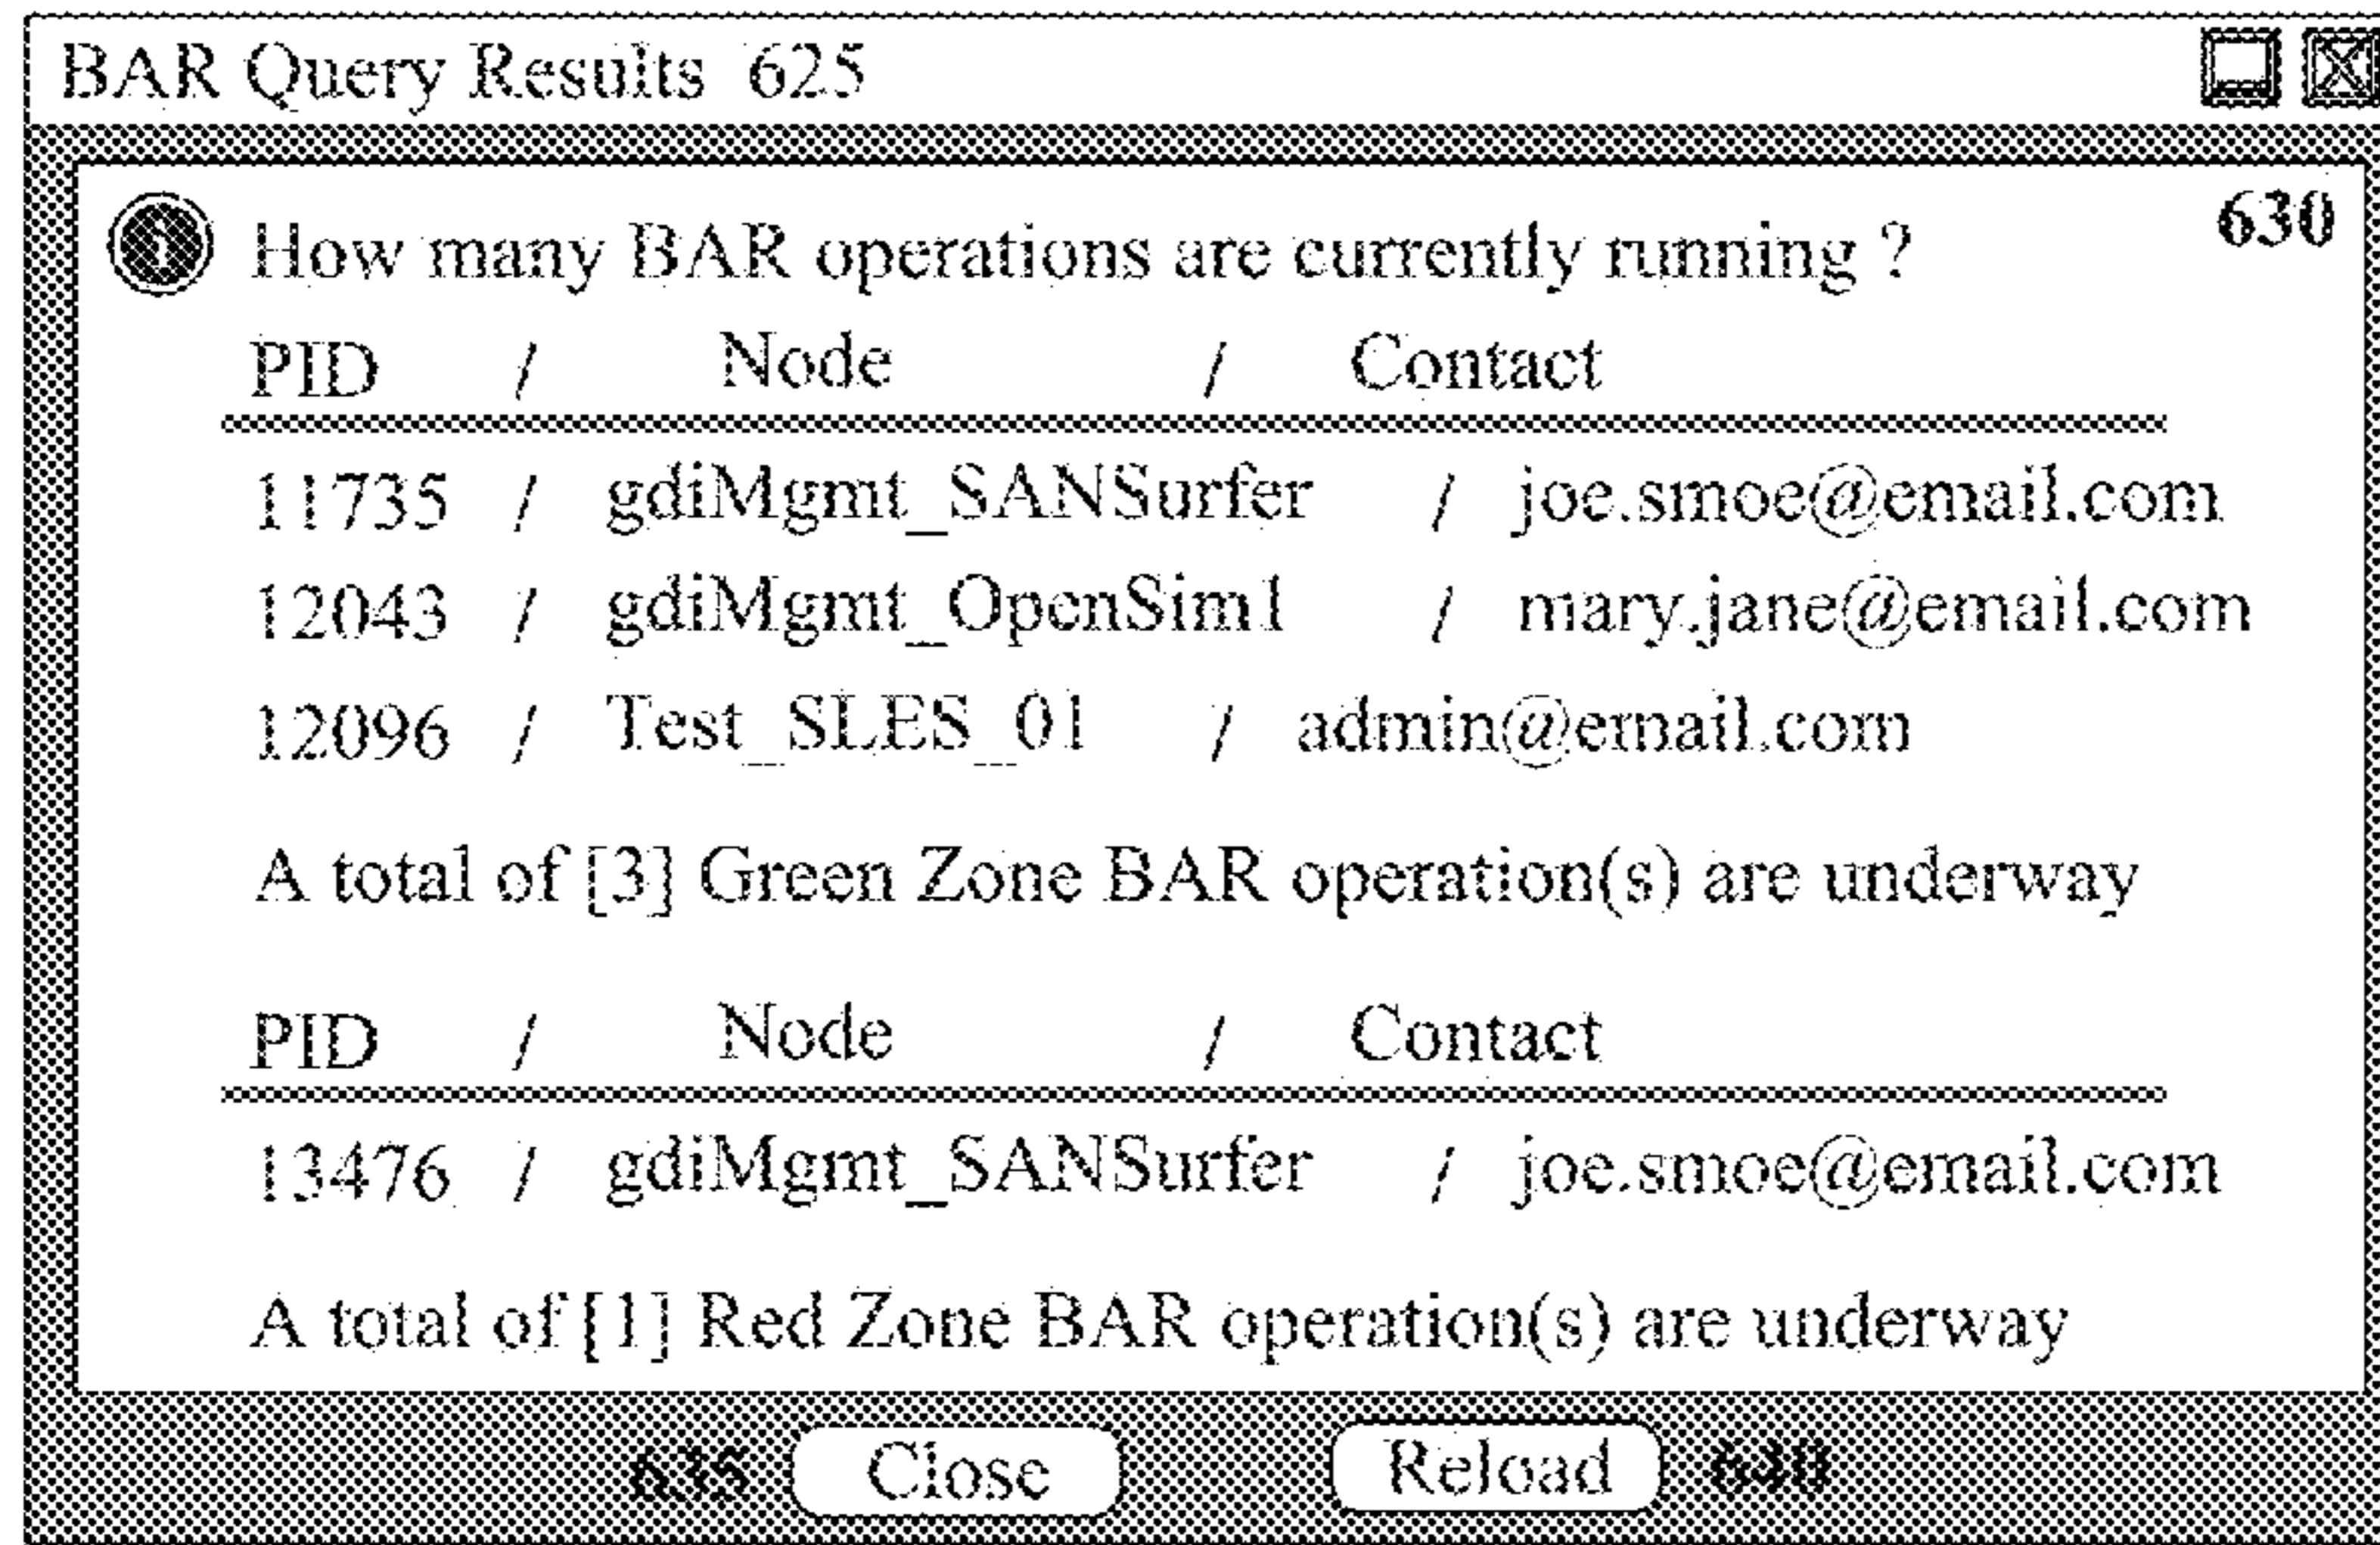 BAR Query Results 625
630
How many BAR operations are currently running ?
PID / Node / Contact
11735 / gdiMgmt_SANSurfer / joe.smoe@email.com
12043 / gdiMgmt_OpenSim1 / mary.jane@email.com
12096 / Test_SLES_01 / admin@email.com
A total of [3] Green Zone BAR operation(s) are underway
PID / Node / Contact
13476 / gdiMgmt_SANSurfer / joe.smoe@email.com
A total of [1] Red Zone BAR operation(s) are underway
635 Close Reload 640